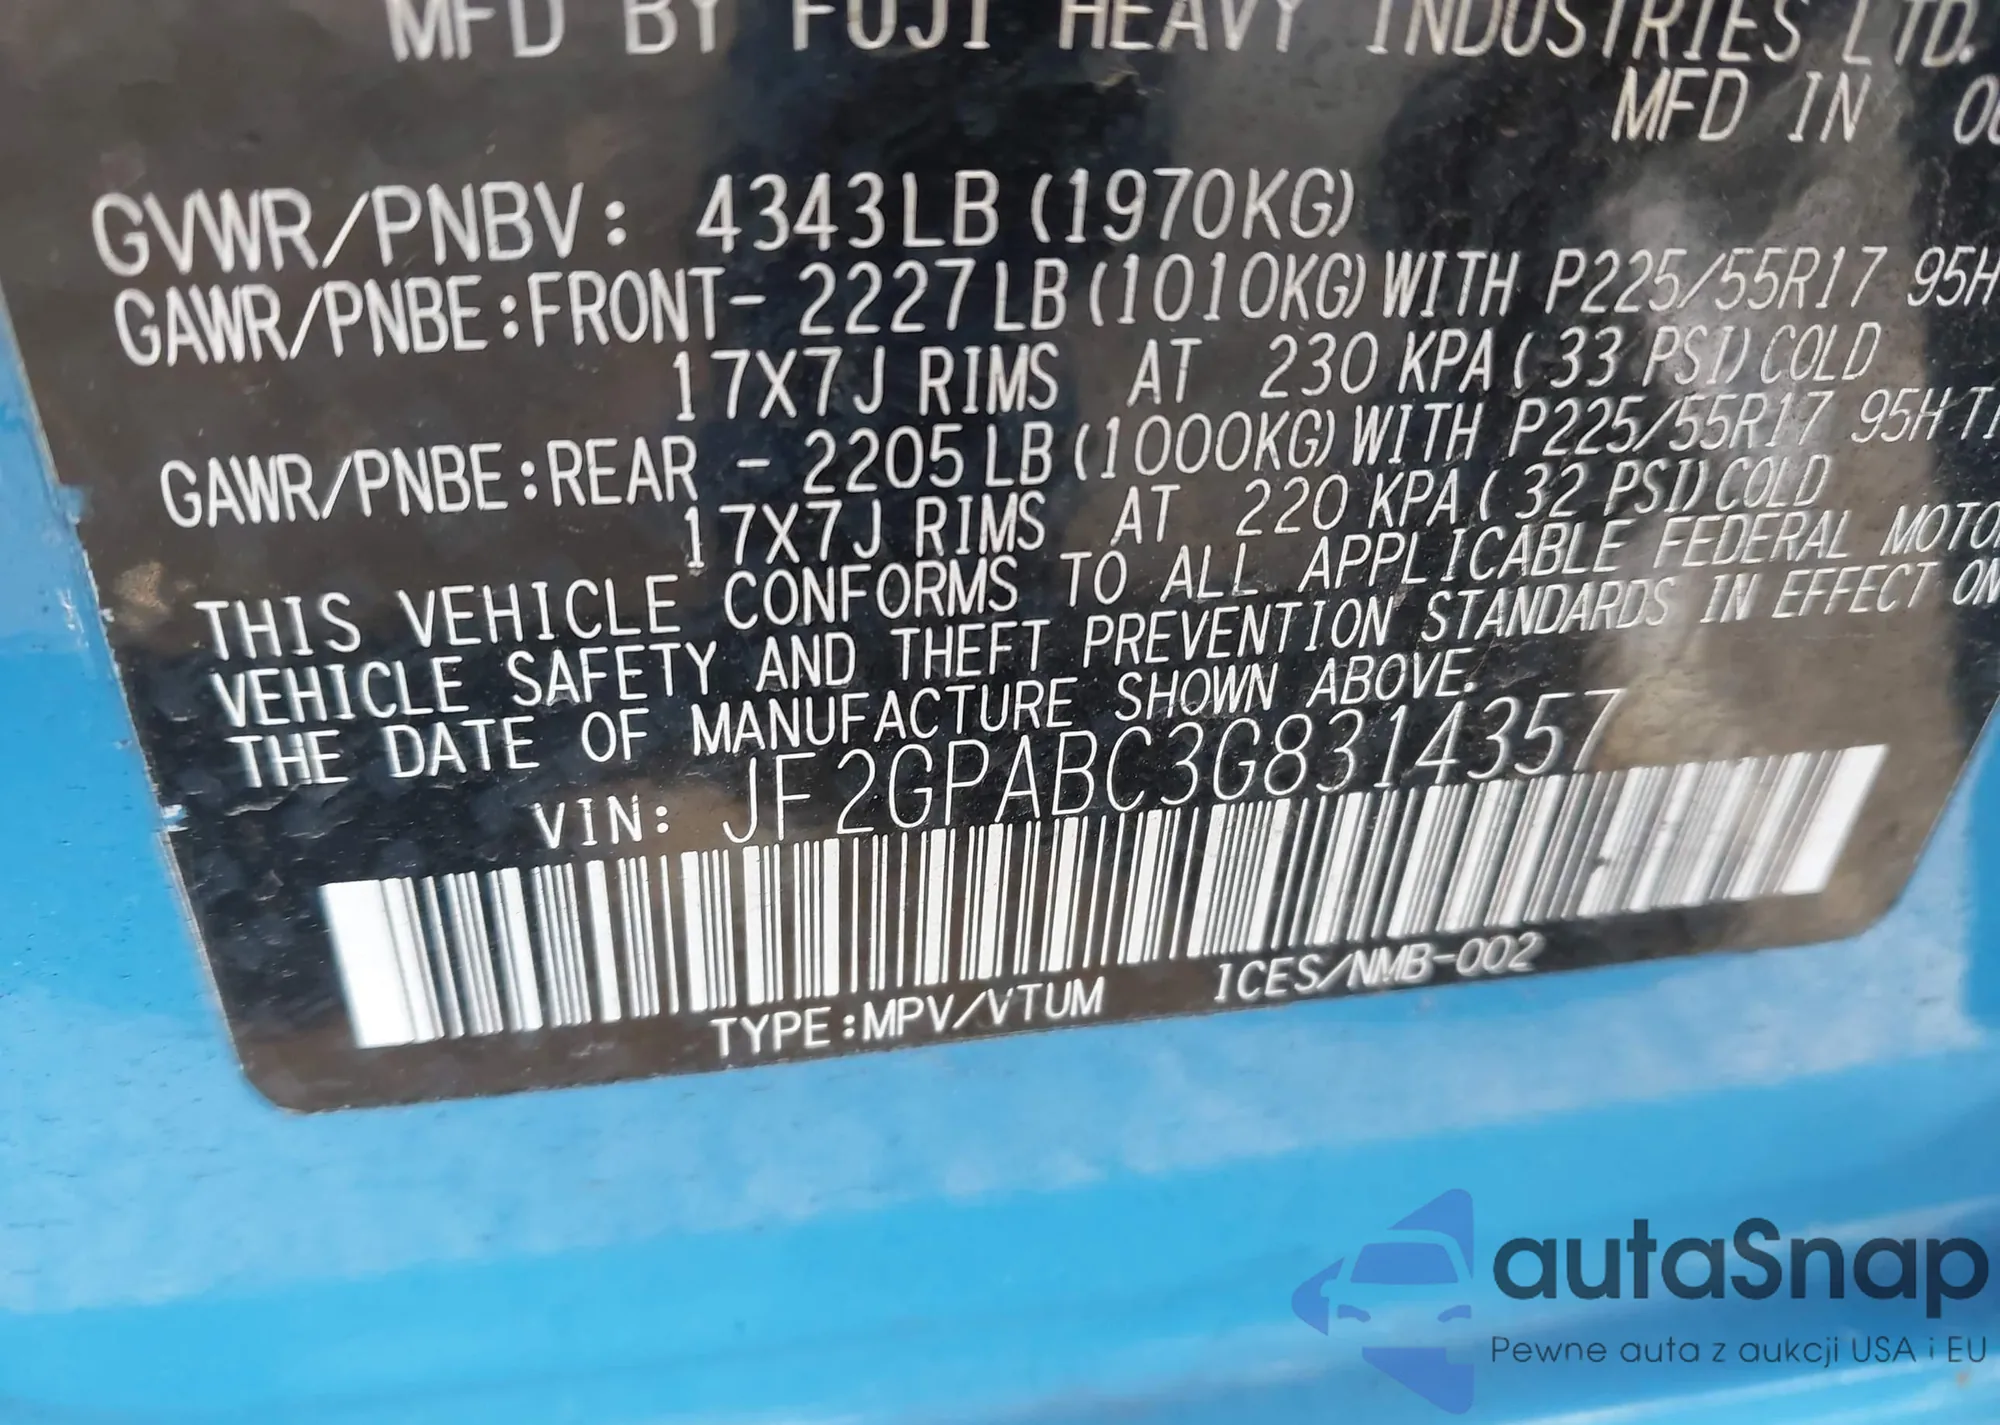 MFD BY FUJI HEAVY INDUSTRIES LTD.
MFD IN
GVWR/PNBV: 4343LB (1970KG)
GAWR/PNBE:FRONT- 2227LB (1010KG) WITH P225/55R17 95H
17X7J RIMS AT 230 KPA ( 33 PSI) COLD
GAWR/PNBE:REAR - 2205LB (1000KG) WITH P225/55R17 95H
17X7J RIMS AT 220 KPA ( 32 PSI) COLD
THIS VEHICLE CONFORMS TO ALL APPLICABLE FEDERAL MOTOR
VEHICLE SAFETY AND THEFT PREVENTION STANDARDS IN EFFECT ON
THE DATE OF MANUFACTURE SHOWN ABOVE.
VIN: JF2GPABC3G8314357
TYPE:MPV/VTUM ICES/NMB-002
autaSnap
Pewne auta z aukcji USA i EU